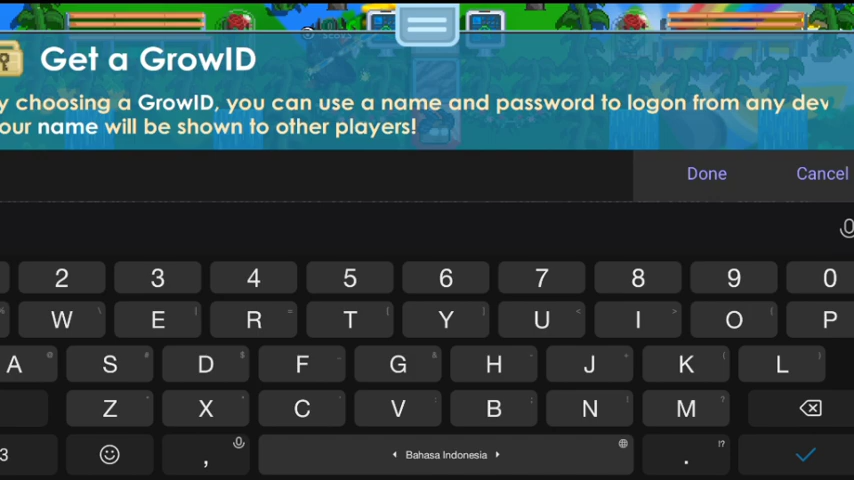 Get a GrowID
y choosing a GrowID, you can use a name and password to logon from any dev
our name will be shown to other players!
Done Cancel
2 3 4 5 6 7 8 9 0
W E R T Y U I O P
A S D F G H J K L
Z X C V B N M
3 , Bahasa Indonesia . !?